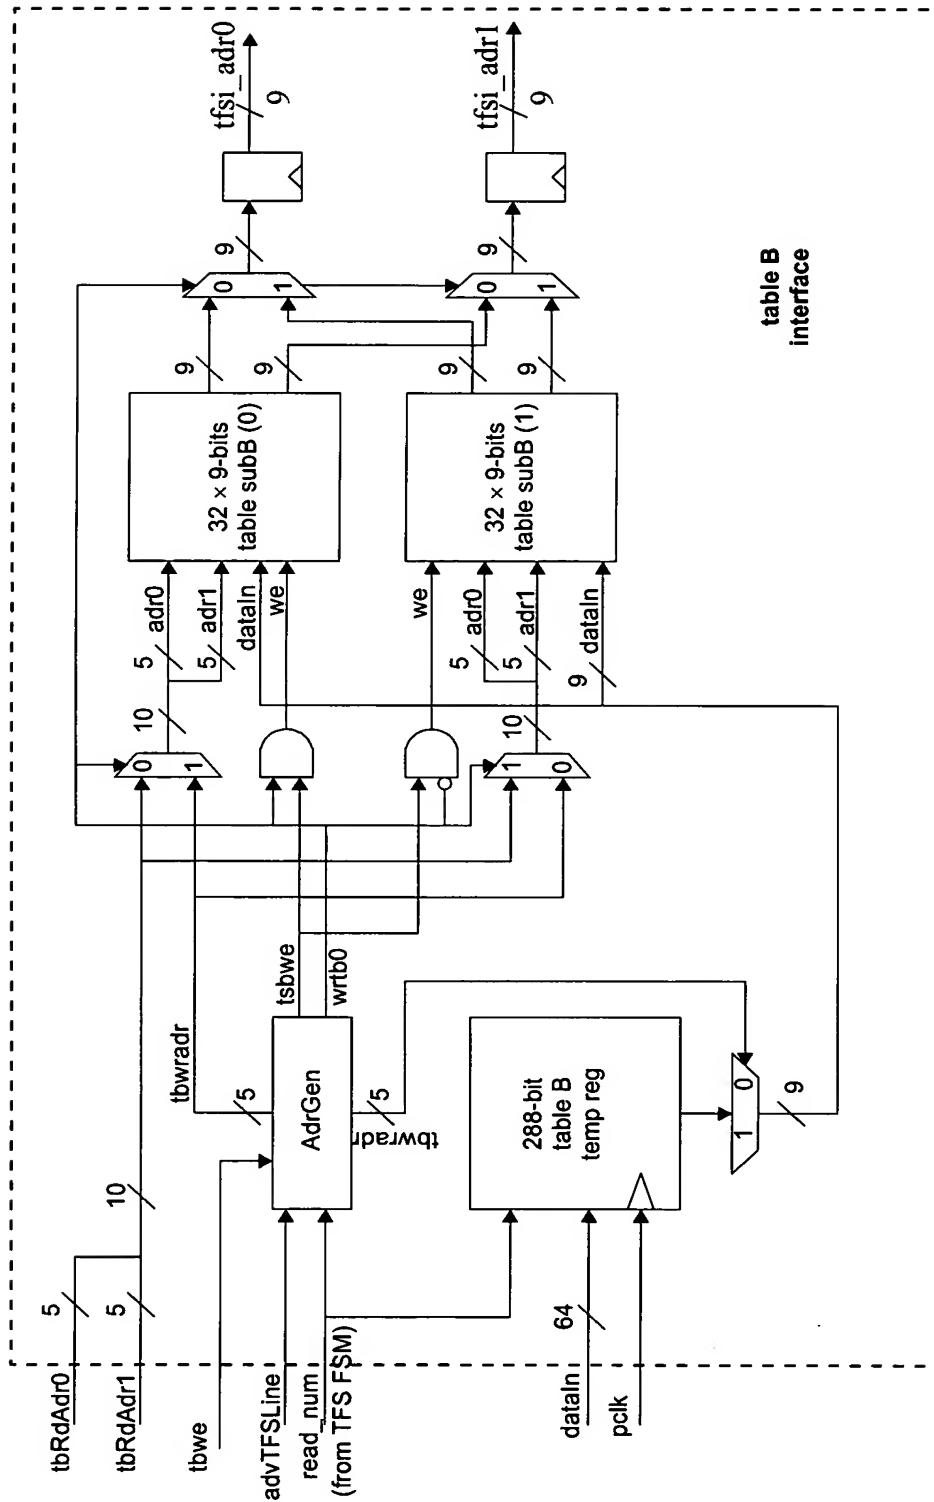 tbRdAdr0
5
tbRdAdr1
5
10
tbwe
advTFSLine
read_num
(from TFS FSM)
dataIn
64
pclk
tbwradr
5
AdrGen
5
tbwradr
tsbwe
wrtb0
288-bit
table B
temp reg
1
0
9
0
1
10
5
adr0
5
adr1
dataIn
we
32 × 9-bits
table subB (0)
9
9
1
0
10
we
5
adr0
5
adr1
9
dataIn
32 × 9-bits
table subB (1)
9
9
0
1
9
tfsi_adr0
9
0
1
9
tfsi_adr1
9
table B
interface